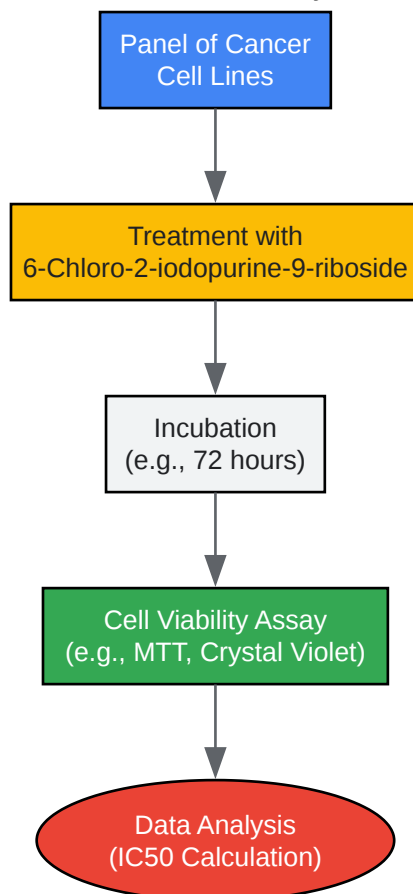 Panel of Cancer
Cell Lines
Treatment with
6-Chloro-2-iodopurine-9-riboside
Incubation
(e.g., 72 hours)
Cell Viability Assay
(e.g., MTT, Crystal Violet)
Data Analysis
(IC50 Calculation)